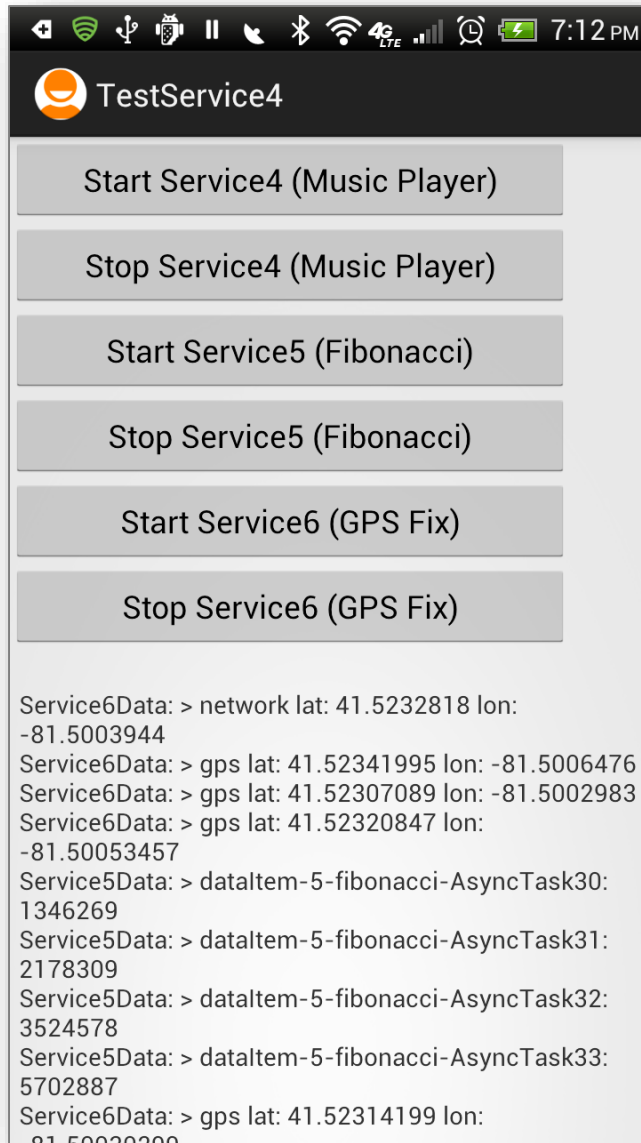 4G LTE 7:12 PM
TestService4
Start Service4 (Music Player)
Stop Service4 (Music Player)
Start Service5 (Fibonacci)
Stop Service5 (Fibonacci)
Start Service6 (GPS Fix)
Stop Service6 (GPS Fix)
Service6Data: > network lat: 41.5232818 lon:
-81.5003944
Service6Data: > gps lat: 41.52341995 lon: -81.5006476
Service6Data: > gps lat: 41.52307089 lon: -81.5002983
Service6Data: > gps lat: 41.52320847 lon:
-81.50053457
Service5Data: > dataItem-5-fibonacci-AsyncTask30:
1346269
Service5Data: > dataItem-5-fibonacci-AsyncTask31:
2178309
Service5Data: > dataItem-5-fibonacci-AsyncTask32:
3524578
Service5Data: > dataItem-5-fibonacci-AsyncTask33:
5702887
Service6Data: > gps lat: 41.52314199 lon: